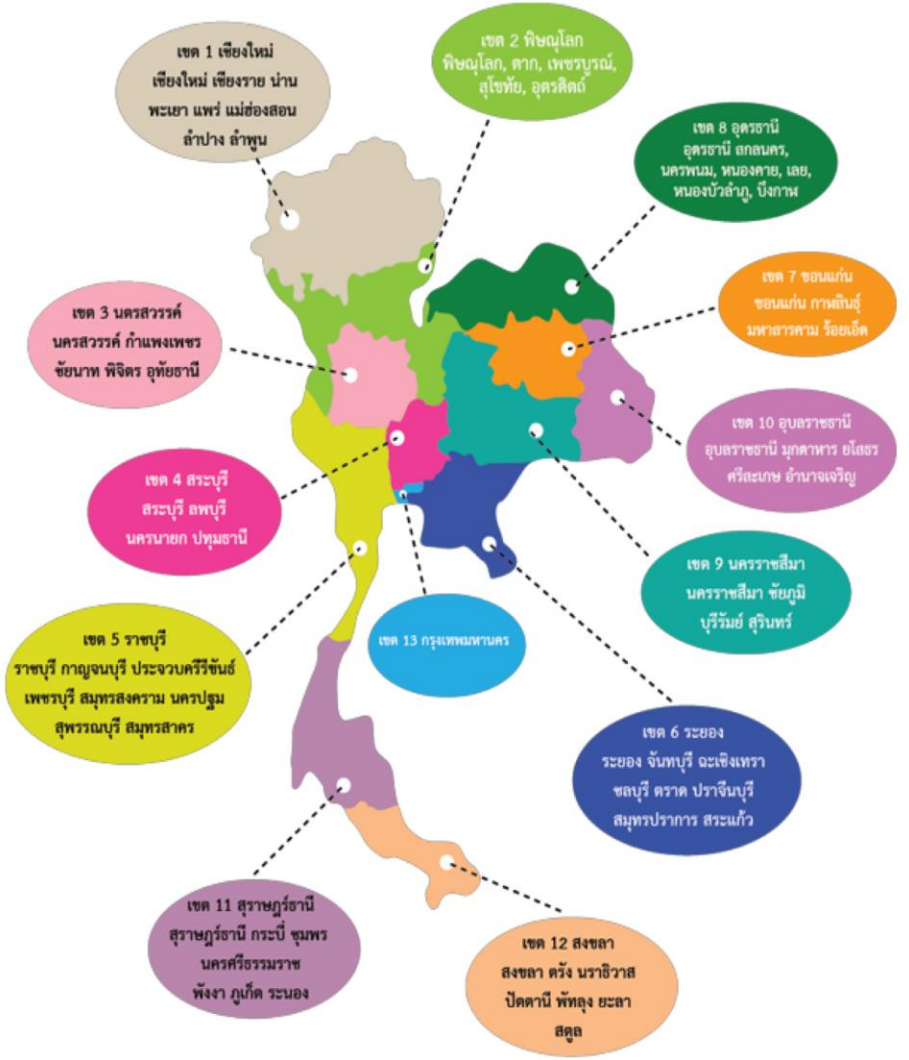 เขต 1 เชียงใหม่
เชียงใหม่ เชียงราย น่าน
พะเยา แพร่ แม่ฮ่องสอน
ลำปาง ลำพูน
เขต 2 พิษณุโลก
พิษณุโลก, ตาก, เพชรบูรณ์,
สุโขทัย, อุตรดิตถ์
เขต 8 อุดรธานี
อุดรธานี สกลนคร,
นครพนม, หนองคาย, เลย,
หนองบัวลำภู, บึงกาฬ
เขต 7 ขอนแก่น
ขอนแก่น กาฬสินธุ์
มหาสารคาม ร้อยเอ็ด
เขต 3 นตรสวรรค์
นครสวรรค์ กำแพงเพชร
ชัยนาท พิจิตร อุทัยธานี
เขต 10 อุบลราชธานี
อุบลราชธานี มุกดาหาร ยโสธร
ศรีสะเกษ อำนาจเจริญ
เขต 4 สระบุรี
สระบุรี ลพบุรี
นครนายก ปทุมธานี
เขต 9 นครราชสีมา
นครราชสีมา ชัยภูมิ
บุรีรัมย์ สุรินทร์
เขต 13 กรุงเทพมหานคร
เขต 5 ราชบุรี
ราชบุรี กาญจนบุรี ประจวบคีรีขันธ์
เพชรบุรี สมุทรสงคราม นครปฐม
สุพรรณบุรี สมุทรสาคร
เขต 6 ระยอง
ระยอง จันทบุรี ฉะเชิงเทรา
ชลบุรี ตราด ปราจีนบุรี
สมุทรปราการ สระแก้ว
เขต 11 สุราษฎร์ธานี
สุราษฎร์ธานี กระบี่ ชุมพร
นครศรีธรรมราช
พังงา ภูเก็ต ระนอง
เขต 12 สงขลา
สงขลา ตรัง นราธิวาส
ปัตตานี พัทลุง ยะลา
สตูล